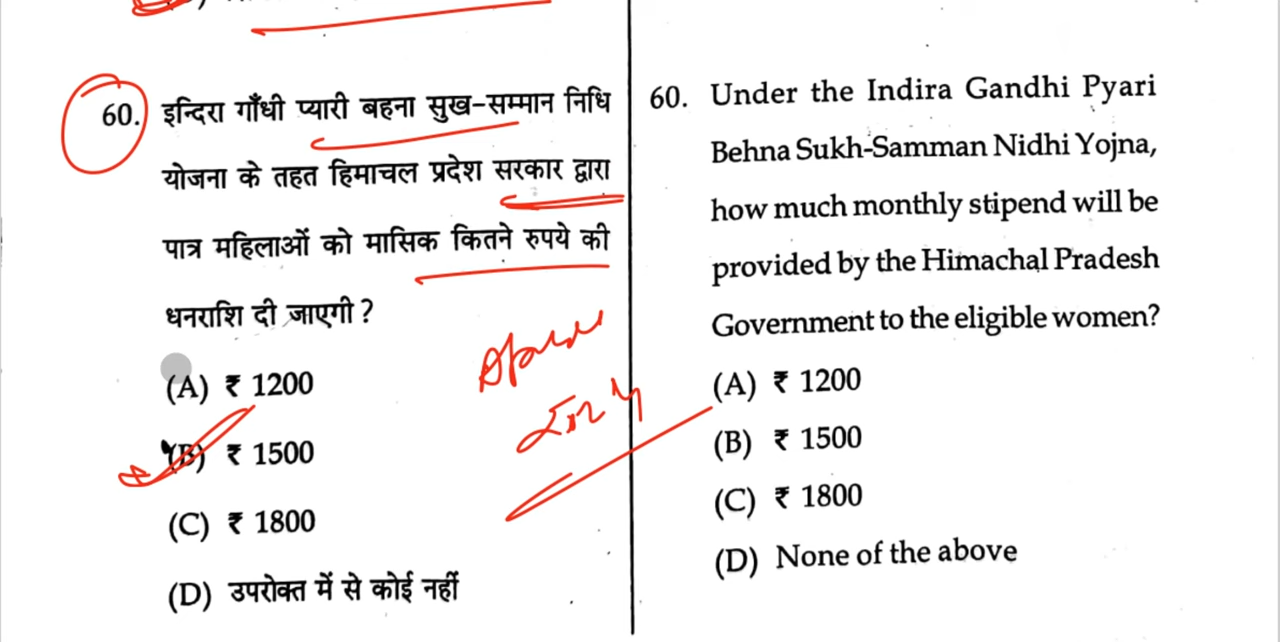 60. इन्दिरा गाँधी प्यारी बहना सुख-सम्मान निधि
योजना के तहत हिमाचल प्रदेश सरकार द्वारा
पात्र महिलाओं को मासिक कितने रुपये की
धनराशि दी जाएगी ?
(A) ₹ 1200
(B) ₹ 1500
(C) ₹ 1800
(D) उपरोक्त में से कोई नहीं
60. Under the Indira Gandhi Pyari
Behna Sukh-Samman Nidhi Yojna,
how much monthly stipend will be
provided by the Himachal Pradesh
Government to the eligible women?
(A) ₹ 1200
(B) ₹ 1500
(C) ₹ 1800
(D) None of the above